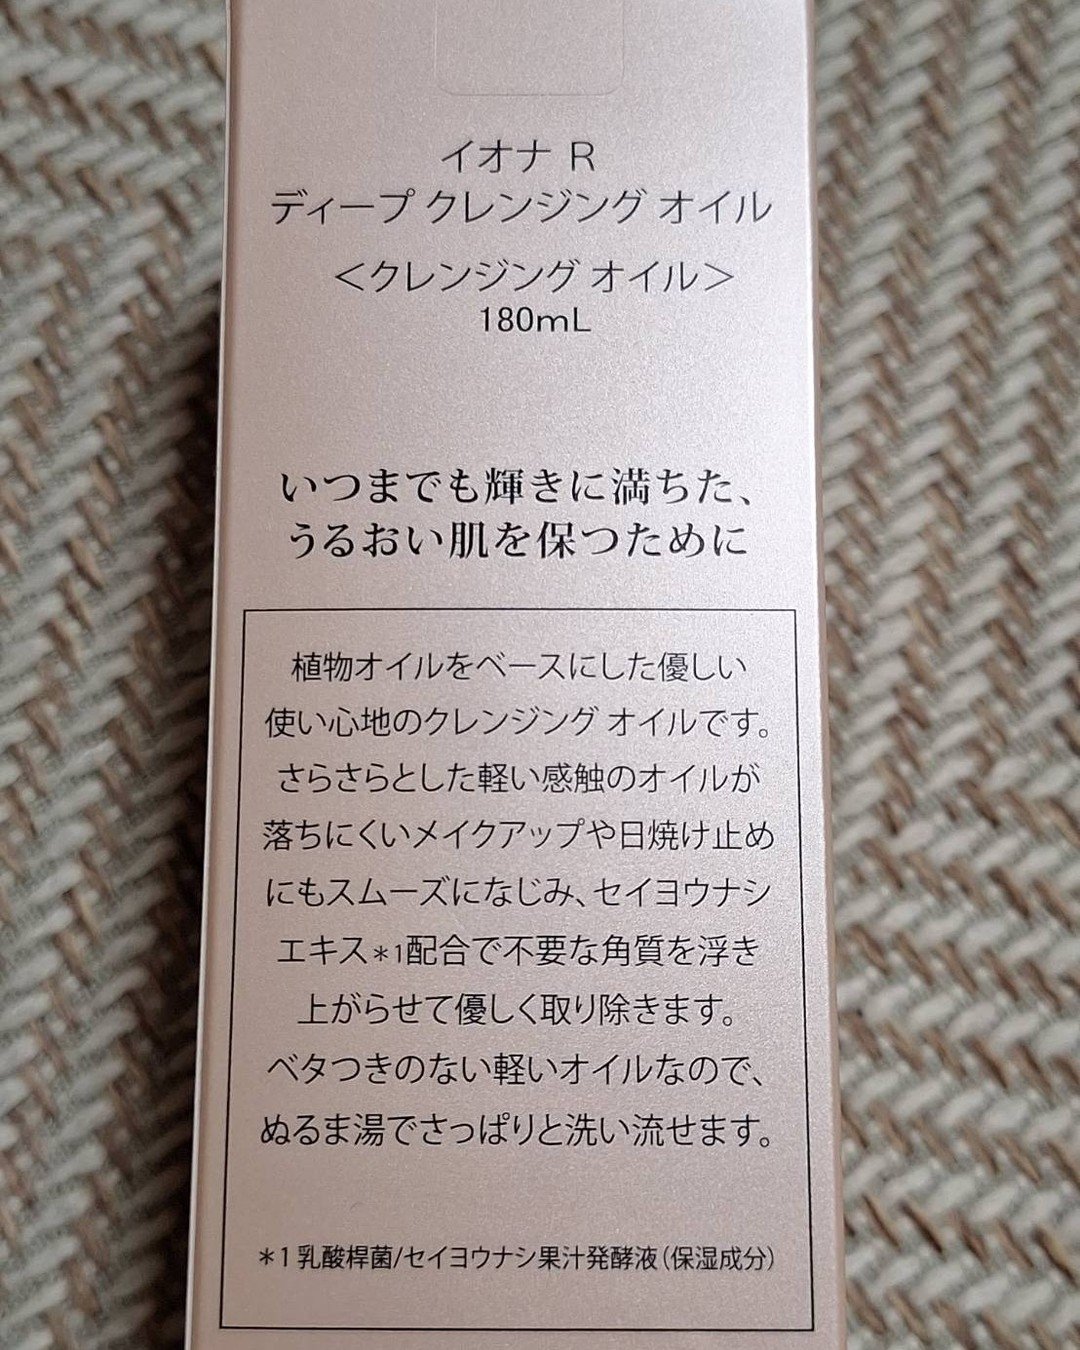 イオナ R
ディープ クレンジング オイル
＜クレンジング オイル＞
180mL
いつまでも輝きに満ちた、
うるおい肌を保つために
植物オイルをベースにした優しい
使い心地のクレンジング オイルです。
さらさらとした軽い感触のオイルが
落ちにくいメイクアップや日焼け止め
にもスムーズになじみ、セイヨウナシ
エキス＊1配合で不要な角質を浮き
上がらせて優しく取り除きます。
ベタつきのない軽いオイルなので、
ぬるま湯でさっぱりと洗い流せます。
＊1 乳酸桿菌/セイヨウナシ果汁発酵液（保湿成分）